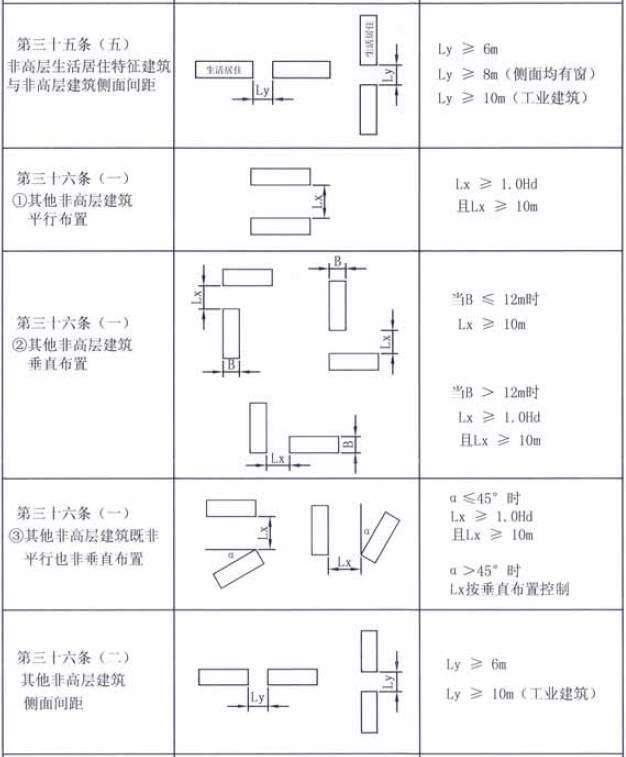 第三十五条（五）
非高层生活居住特征建筑
与非高层建筑侧面间距
生活居住
Ly
生活居住
Ly
Ly ≥ 6m
Ly ≥ 8m（侧面均有窗）
Ly ≥ 10m（工业建筑）
第三十六条（一）
①其他非高层建筑
平行布置
Lx
Lx ≥ 1.0Hd
且Lx ≥ 10m
第三十六条（一）
②其他非高层建筑
垂直布置
B
Lx
Lx
B
B
Lx
当B ≤ 12m时
Lx ≥ 10m
当B > 12m时
Lx ≥ 1.0Hd
且Lx ≥ 10m
第三十六条（一）
③其他非高层建筑既非
平行也非垂直布置
Lx
α
α
Lx
α≤45°时
Lx ≥ 1.0Hd
且Lx ≥ 10m
α>45°时
Lx按垂直布置控制
第三十六条（二）
其他非高层建筑
侧面间距
Ly
Ly
Ly ≥ 6m
Ly ≥ 10m（工业建筑）